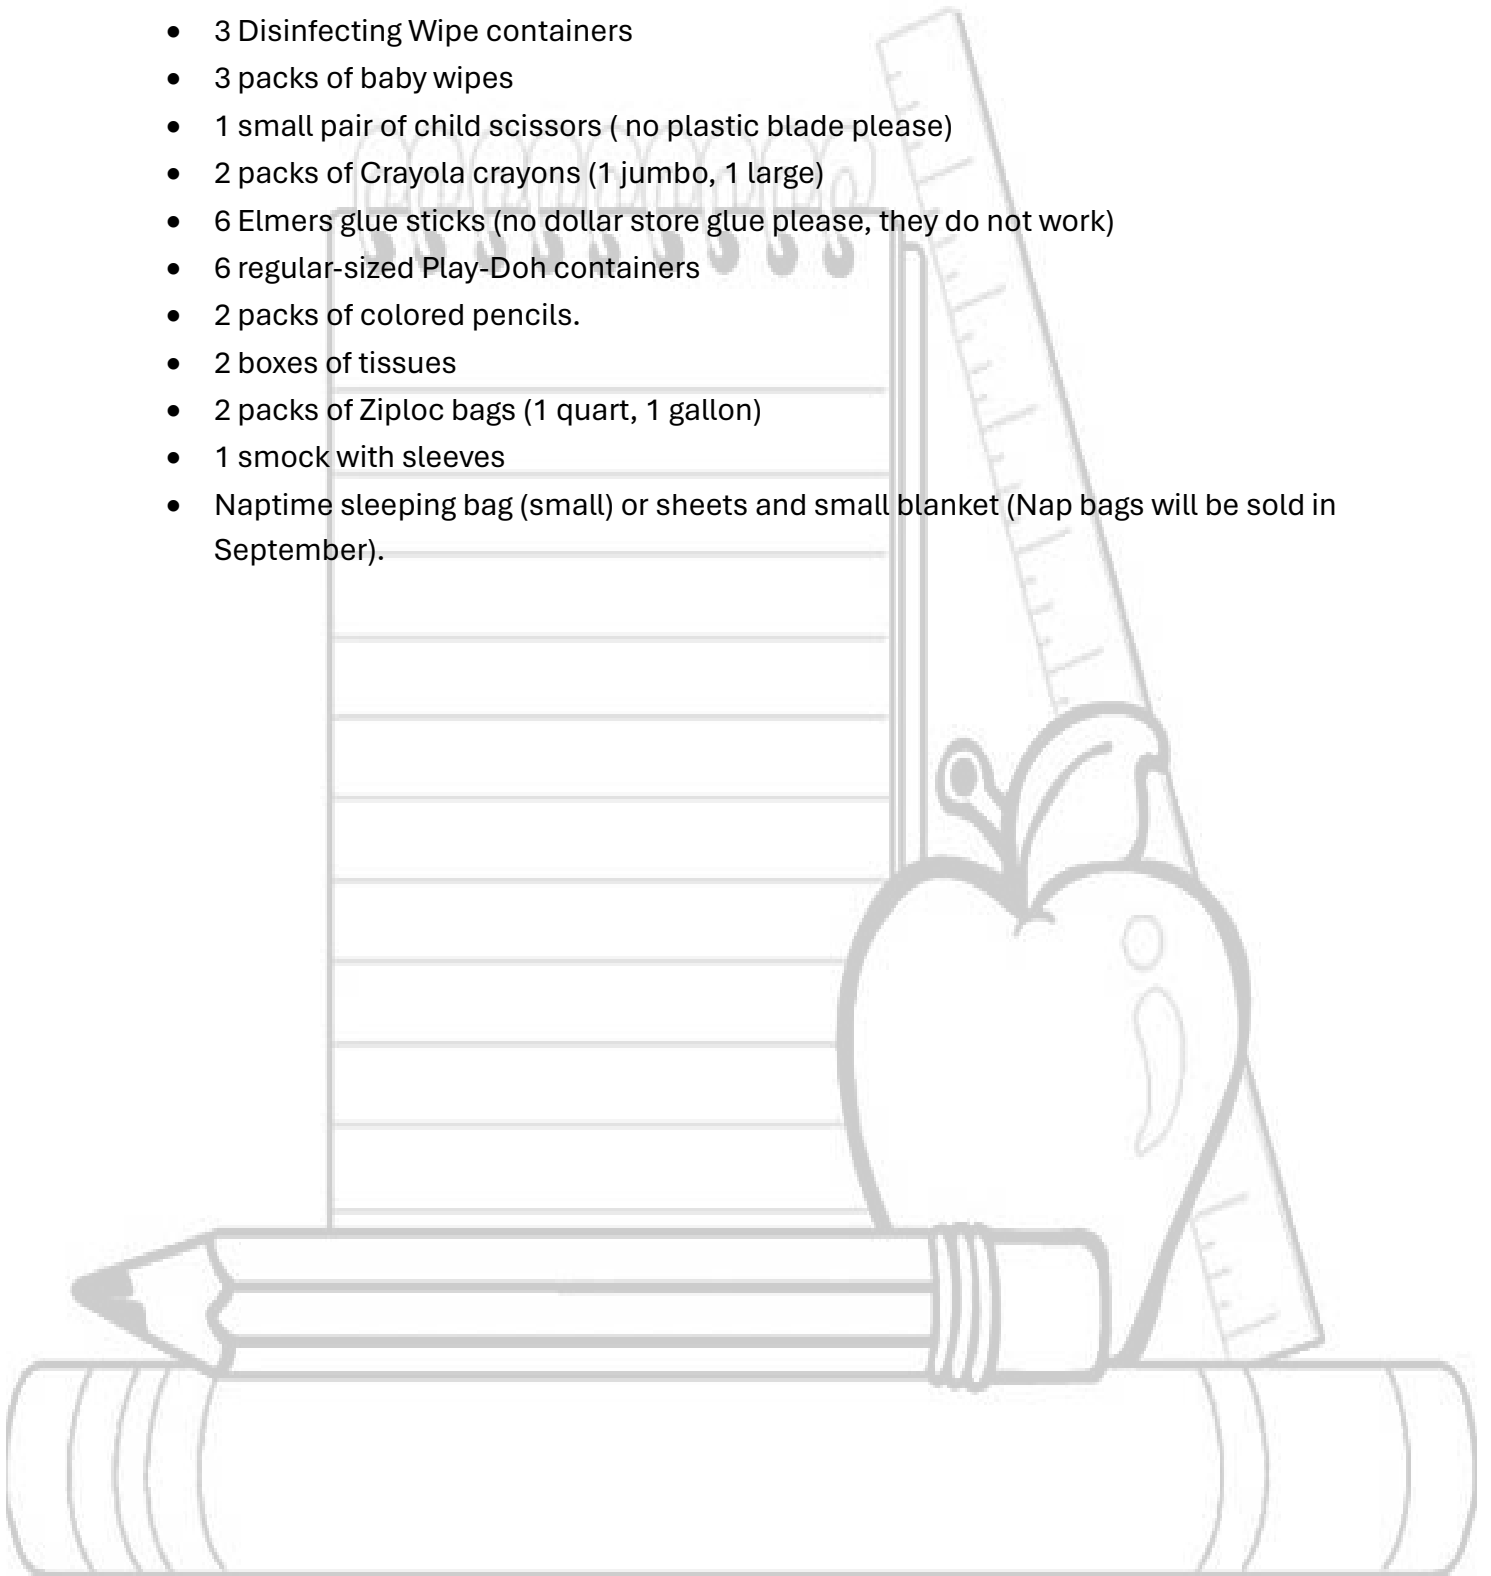 • 3 Disinfecting Wipe containers
• 3 packs of baby wipes
• 1 small pair of child scissors ( no plastic blade please)
• 2 packs of Crayola crayons (1 jumbo, 1 large)
• 6 Elmers glue sticks (no dollar store glue please, they do not work)
• 6 regular-sized Play-Doh containers
• 2 packs of colored pencils.
• 2 boxes of tissues
• 2 packs of Ziploc bags (1 quart, 1 gallon)
• 1 smock with sleeves
• Naptime sleeping bag (small) or sheets and small blanket (Nap bags will be sold in
September).